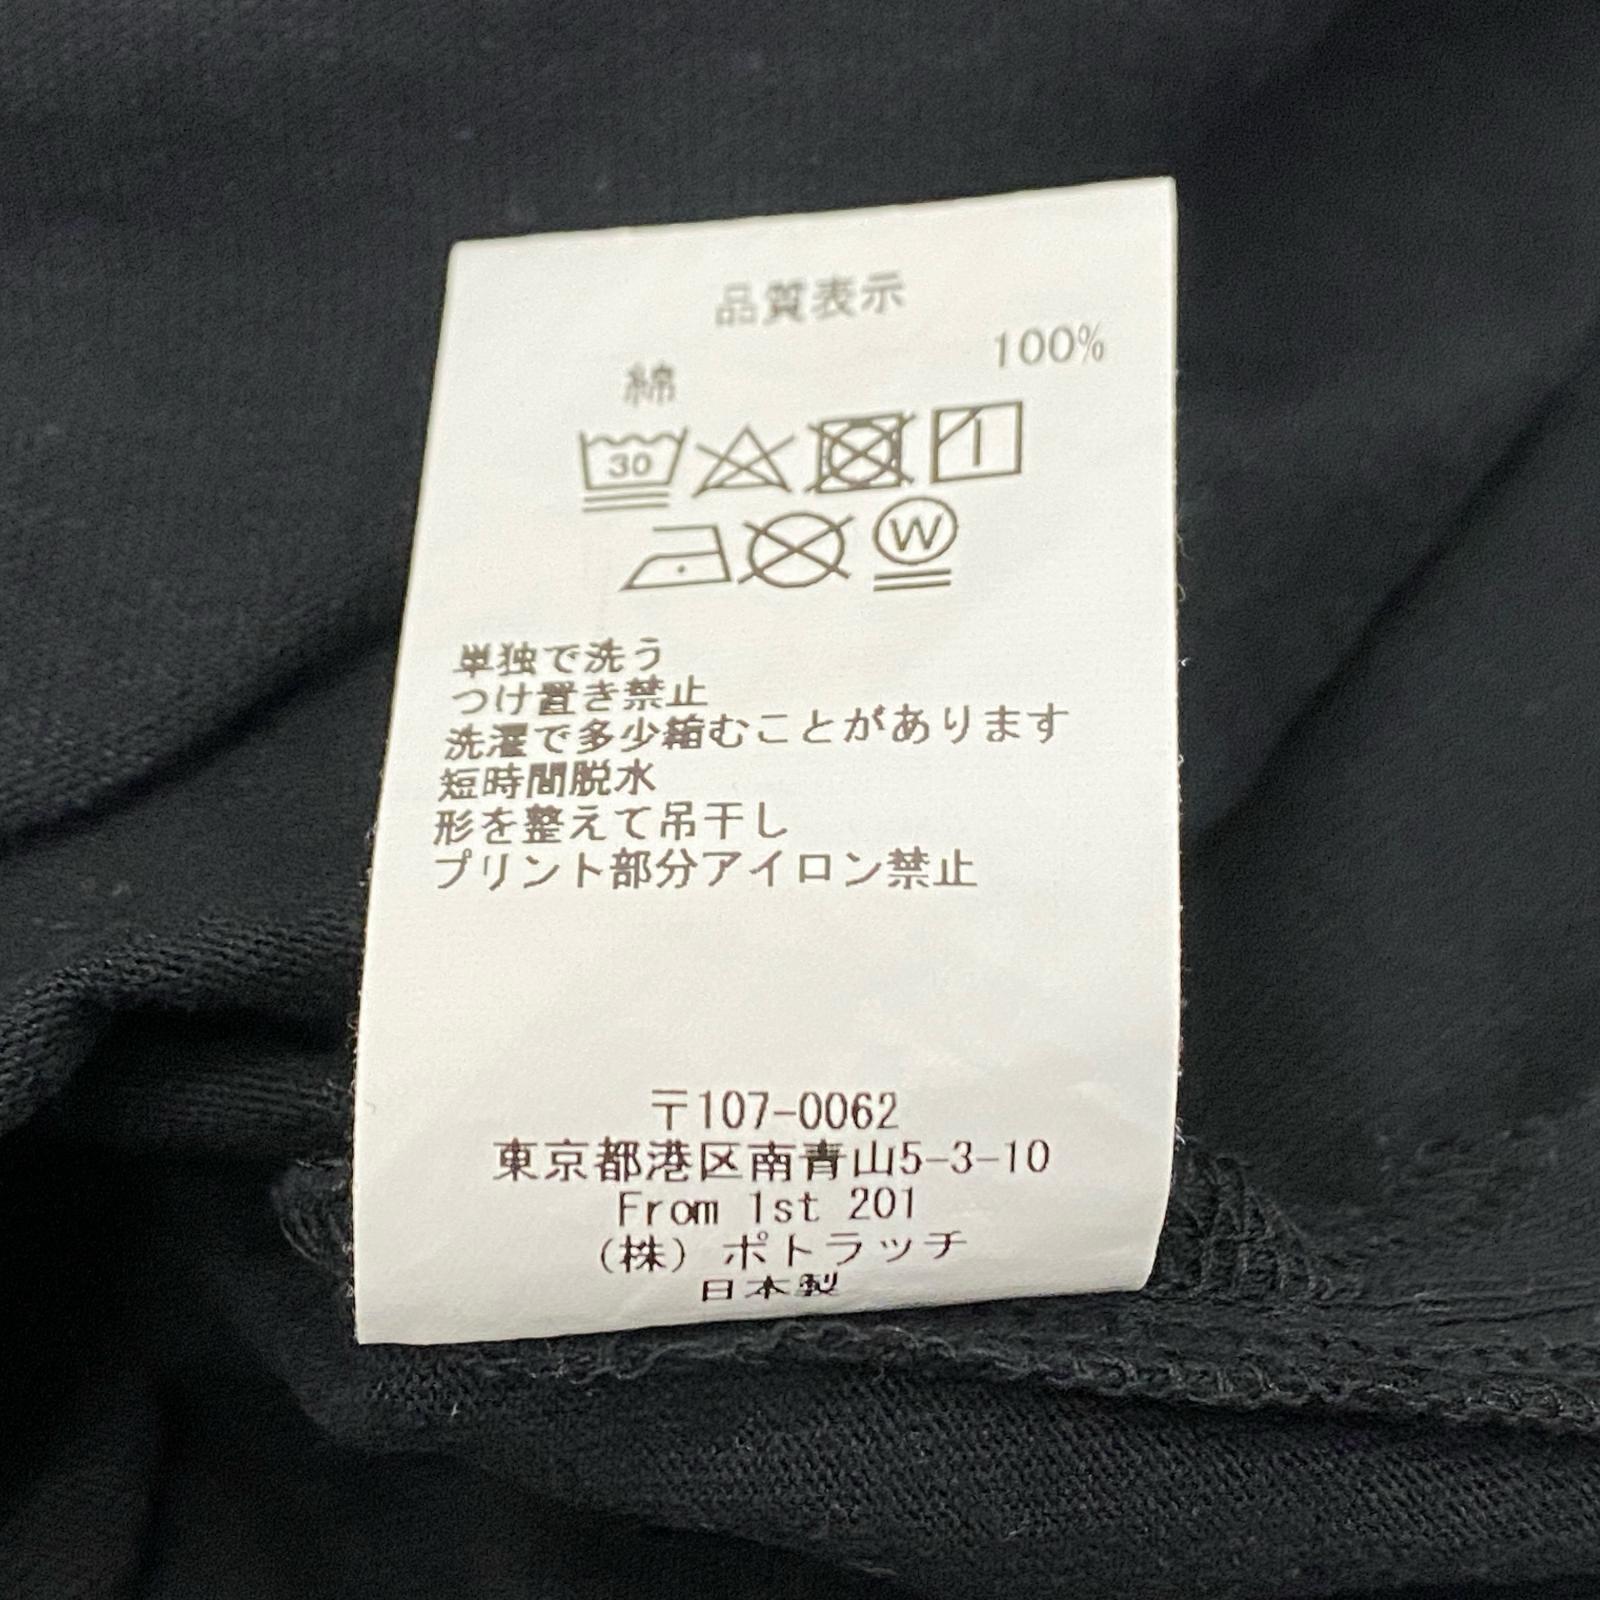 品質表示
綿 100%
30
W
単独で洗う
つけ置き禁止
洗濯で多少縮むことがあります
短時間脱水
形を整えて吊干し
プリント部分アイロン禁止
〒107-0062
東京都港区南青山5-3-10
From 1st 201
(株) ポトラッチ
日本製